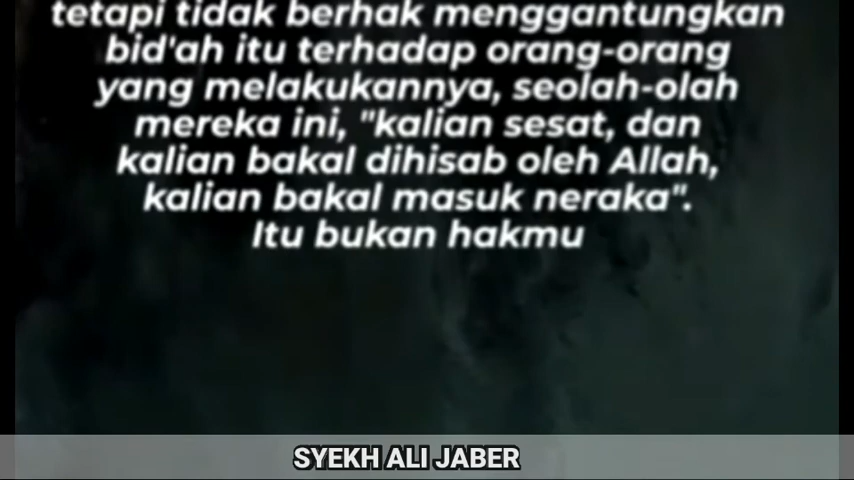 tetapi tidak berhak menggantungkan
bid'ah itu terhadap orang-orang
yang melakukannya, seolah-olah
mereka ini, "kalian sesat, dan
kalian bakal dihisab oleh Allah,
kalian bakal masuk neraka".
Itu bukan hakmu
SYEKH ALI JABER